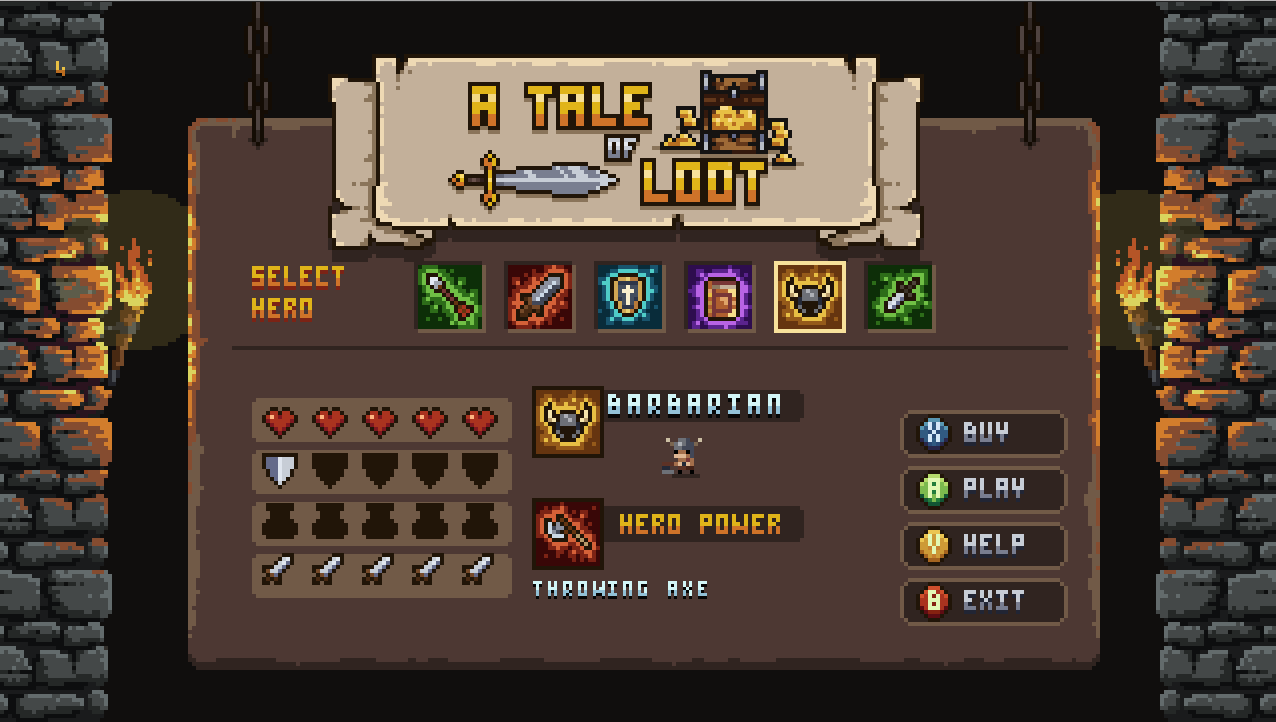 A TALE
OF
LOOT
SELECT
HERO
BARBARIAN
HERO POWER
THROWING AXE
X BUY
A PLAY
Y HELP
B EXIT